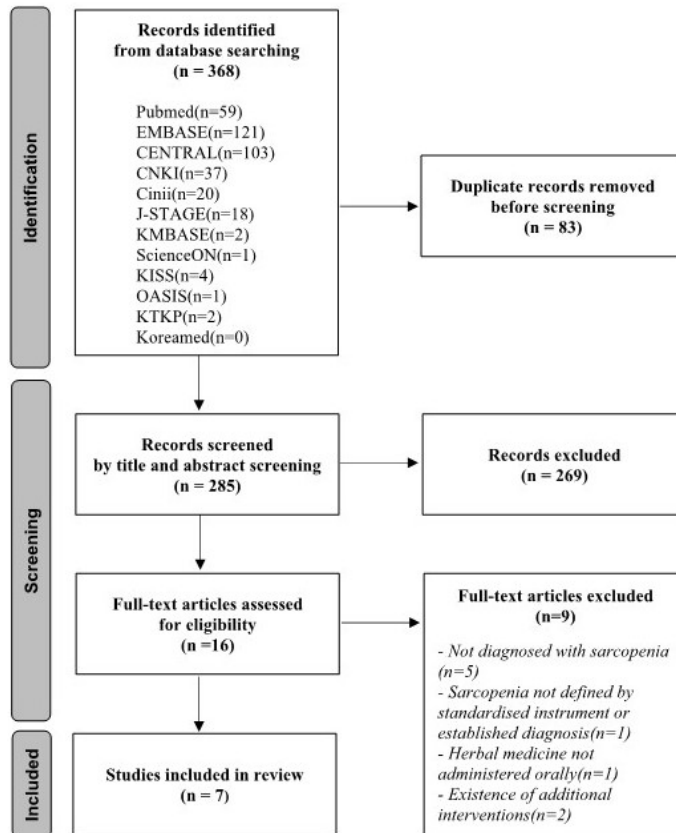 Identification
Records identified
from database searching
(n = 368)
Pubmed(n=59)
EMBASE(n=121)
CENTRAL(n=103)
CNKI(n=37)
Cinii(n=20)
J-STAGE(n=18)
KMBASE(n=2)
ScienceON(n=1)
KISS(n=4)
OASIS(n=1)
KTKP(n=2)
Koreamed(n=0)
Duplicate records removed
before screening
(n = 83)
Screening
Records screened
by title and abstract screening
(n = 285)
Records excluded
(n = 269)
Full-text articles assessed
for eligibility
(n =16)
Full-text articles excluded
(n=9)
- Not diagnosed with sarcopenia
(n=5)
- Sarcopenia not defined by
standardised instrument or
established diagnosis(n=1)
- Herbal medicine not
administered orally(n=1)
- Existence of additional
interventions(n=2)
Included
Studies included in review
(n = 7)